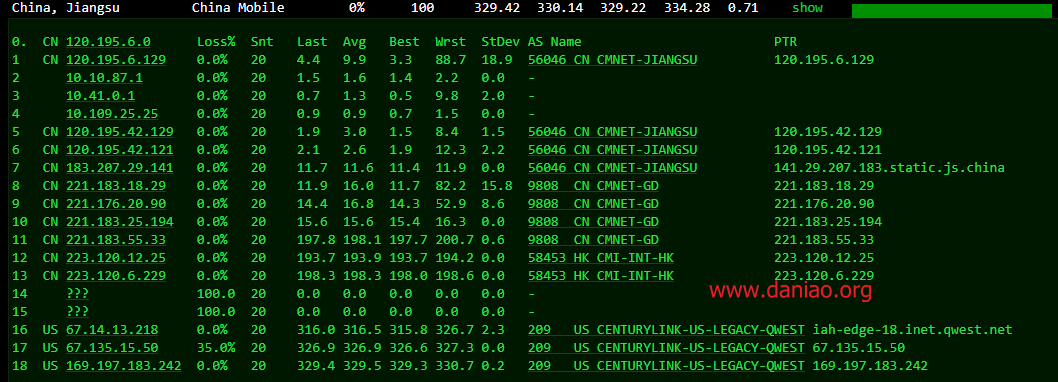 China, Jiangsu China Mobile 0% 100 329.42 330.14 329.22 334.28 0.71 show
0. CN 120.195.6.0 Loss% Snt Last Avg Best Wrst StDev AS Name PTR
1 CN 120.195.6.129 0.0% 20 4.4 9.9 3.3 88.7 18.9 56046 CN CMNET-JIANGSU 120.195.6.129
2 10.10.87.1 0.0% 20 1.5 1.6 1.4 2.2 0.0 -
3 10.41.0.1 0.0% 20 0.7 1.3 0.5 9.8 2.0 -
4 10.109.25.25 0.0% 20 0.9 0.9 0.7 1.5 0.0 -
5 CN 120.195.42.129 0.0% 20 1.9 3.0 1.5 8.4 1.5 56046 CN CMNET-JIANGSU 120.195.42.129
6 CN 120.195.42.121 0.0% 20 2.1 2.6 1.9 12.3 2.2 56046 CN CMNET-JIANGSU 120.195.42.121
7 CN 183.207.29.141 0.0% 20 11.7 11.6 11.4 11.9 0.0 56046 CN CMNET-JIANGSU 141.29.207.183.static.js.china
8 CN 221.183.18.29 0.0% 20 11.9 16.0 11.7 82.2 15.8 9808 CN CMNET-GD 221.183.18.29
9 CN 221.176.20.90 0.0% 20 14.4 16.8 14.3 52.9 8.6 9808 CN CMNET-GD 221.176.20.90
10 CN 221.183.25.194 0.0% 20 15.6 15.6 15.4 16.3 0.0 9808 CN CMNET-GD 221.183.25.194
11 CN 221.183.55.33 0.0% 20 197.8 198.1 197.7 200.7 0.6 9808 CN CMNET-GD 221.183.55.33
12 CN 223.120.12.25 0.0% 20 193.7 193.9 193.7 194.2 0.0 58453 HK CMI-INT-HK 223.120.12.25
13 CN 223.120.6.229 0.0% 20 198.3 198.3 198.0 198.6 0.0 58453 HK CMI-INT-HK 223.120.6.229
14 ??? 100.0 20 0.0 0.0 0.0 0.0 0.0 -
www.daniao.org
15 ??? 100.0 20 0.0 0.0 0.0 0.0 0.0 -
16 US 67.14.13.218 0.0% 20 316.0 316.5 315.8 326.7 2.3 209 US CENTURYLINK-US-LEGACY-QWEST iah-edge-18.inet.qwest.net
17 US 67.135.15.50 35.0% 20 326.9 326.9 326.6 327.3 0.0 209 US CENTURYLINK-US-LEGACY-QWEST 67.135.15.50
18 US 169.197.183.242 0.0% 20 329.4 329.5 329.3 330.7 0.2 209 US CENTURYLINK-US-LEGACY-QWEST 169.197.183.242